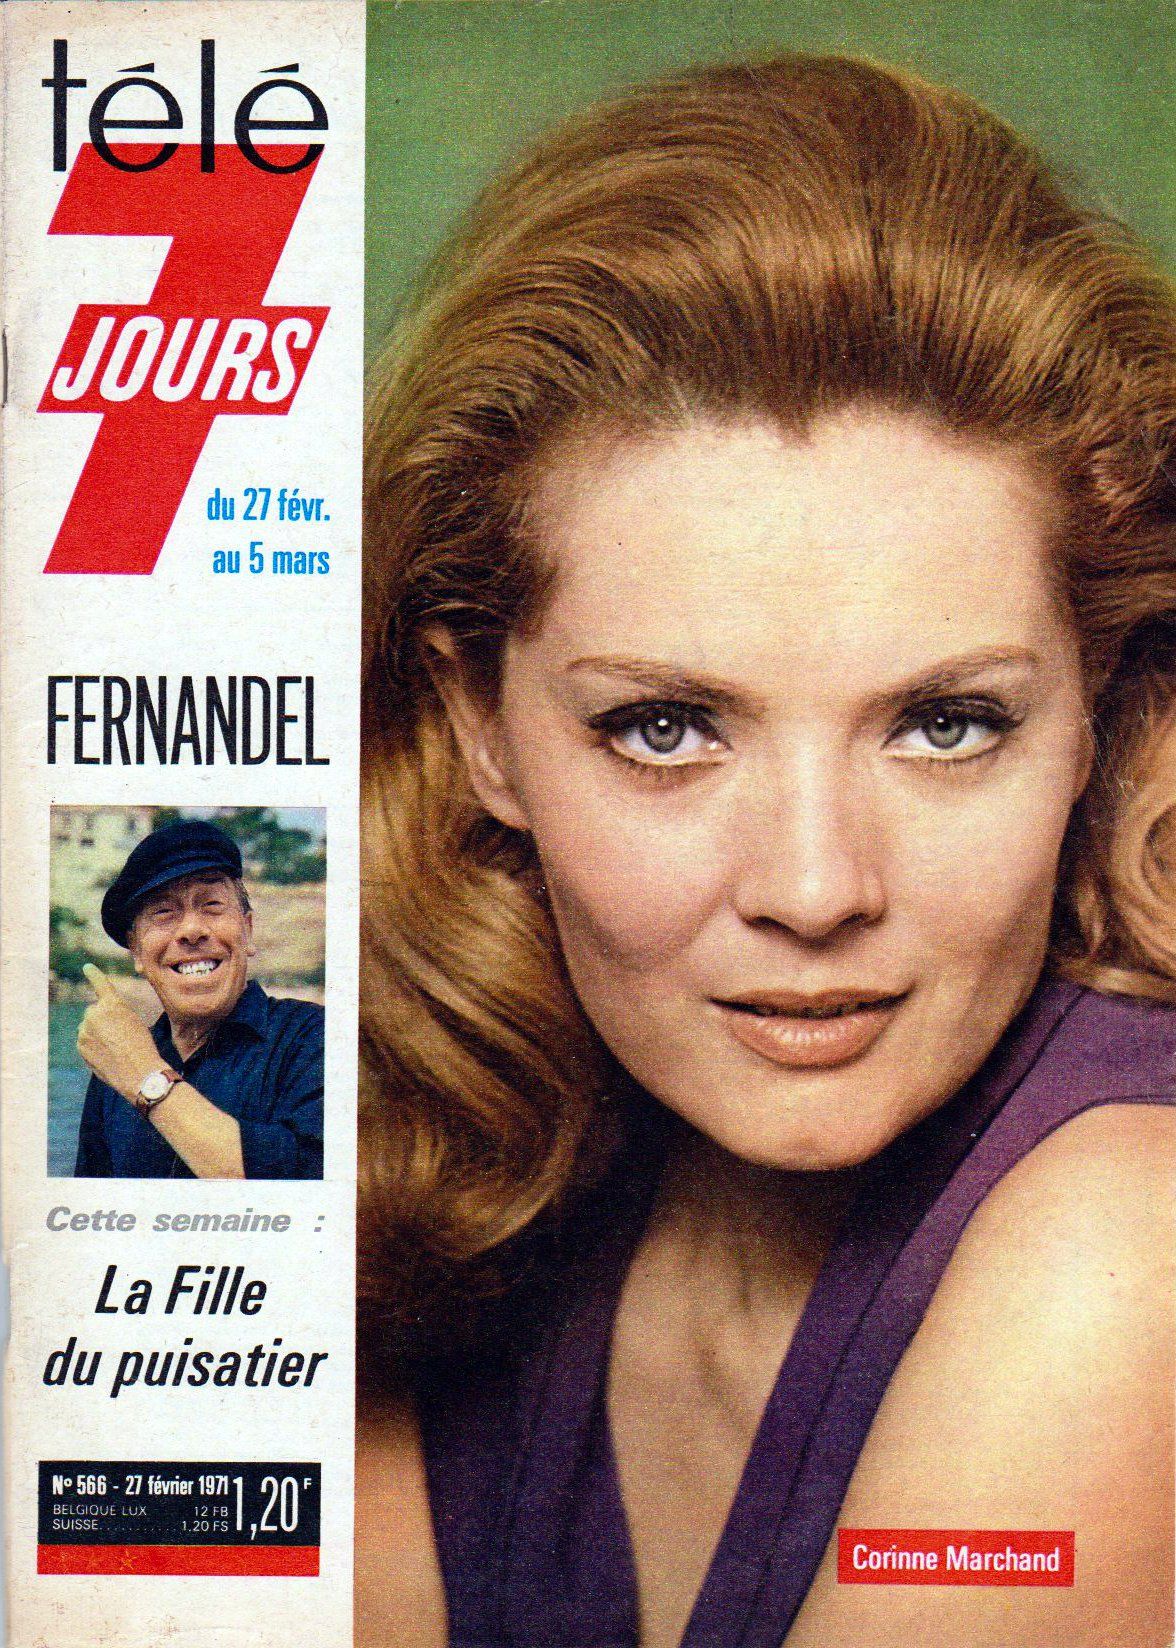 télé
7
JOURS
du 27 févr.
au 5 mars
FERNANDEL
Cette semaine :
La Fille
du puisatier
Nº 566 - 27 février 1971
BELGIQUE LUX 12 FB
SUISSE............ 1.20 FS
1,20 F
Corinne Marchand